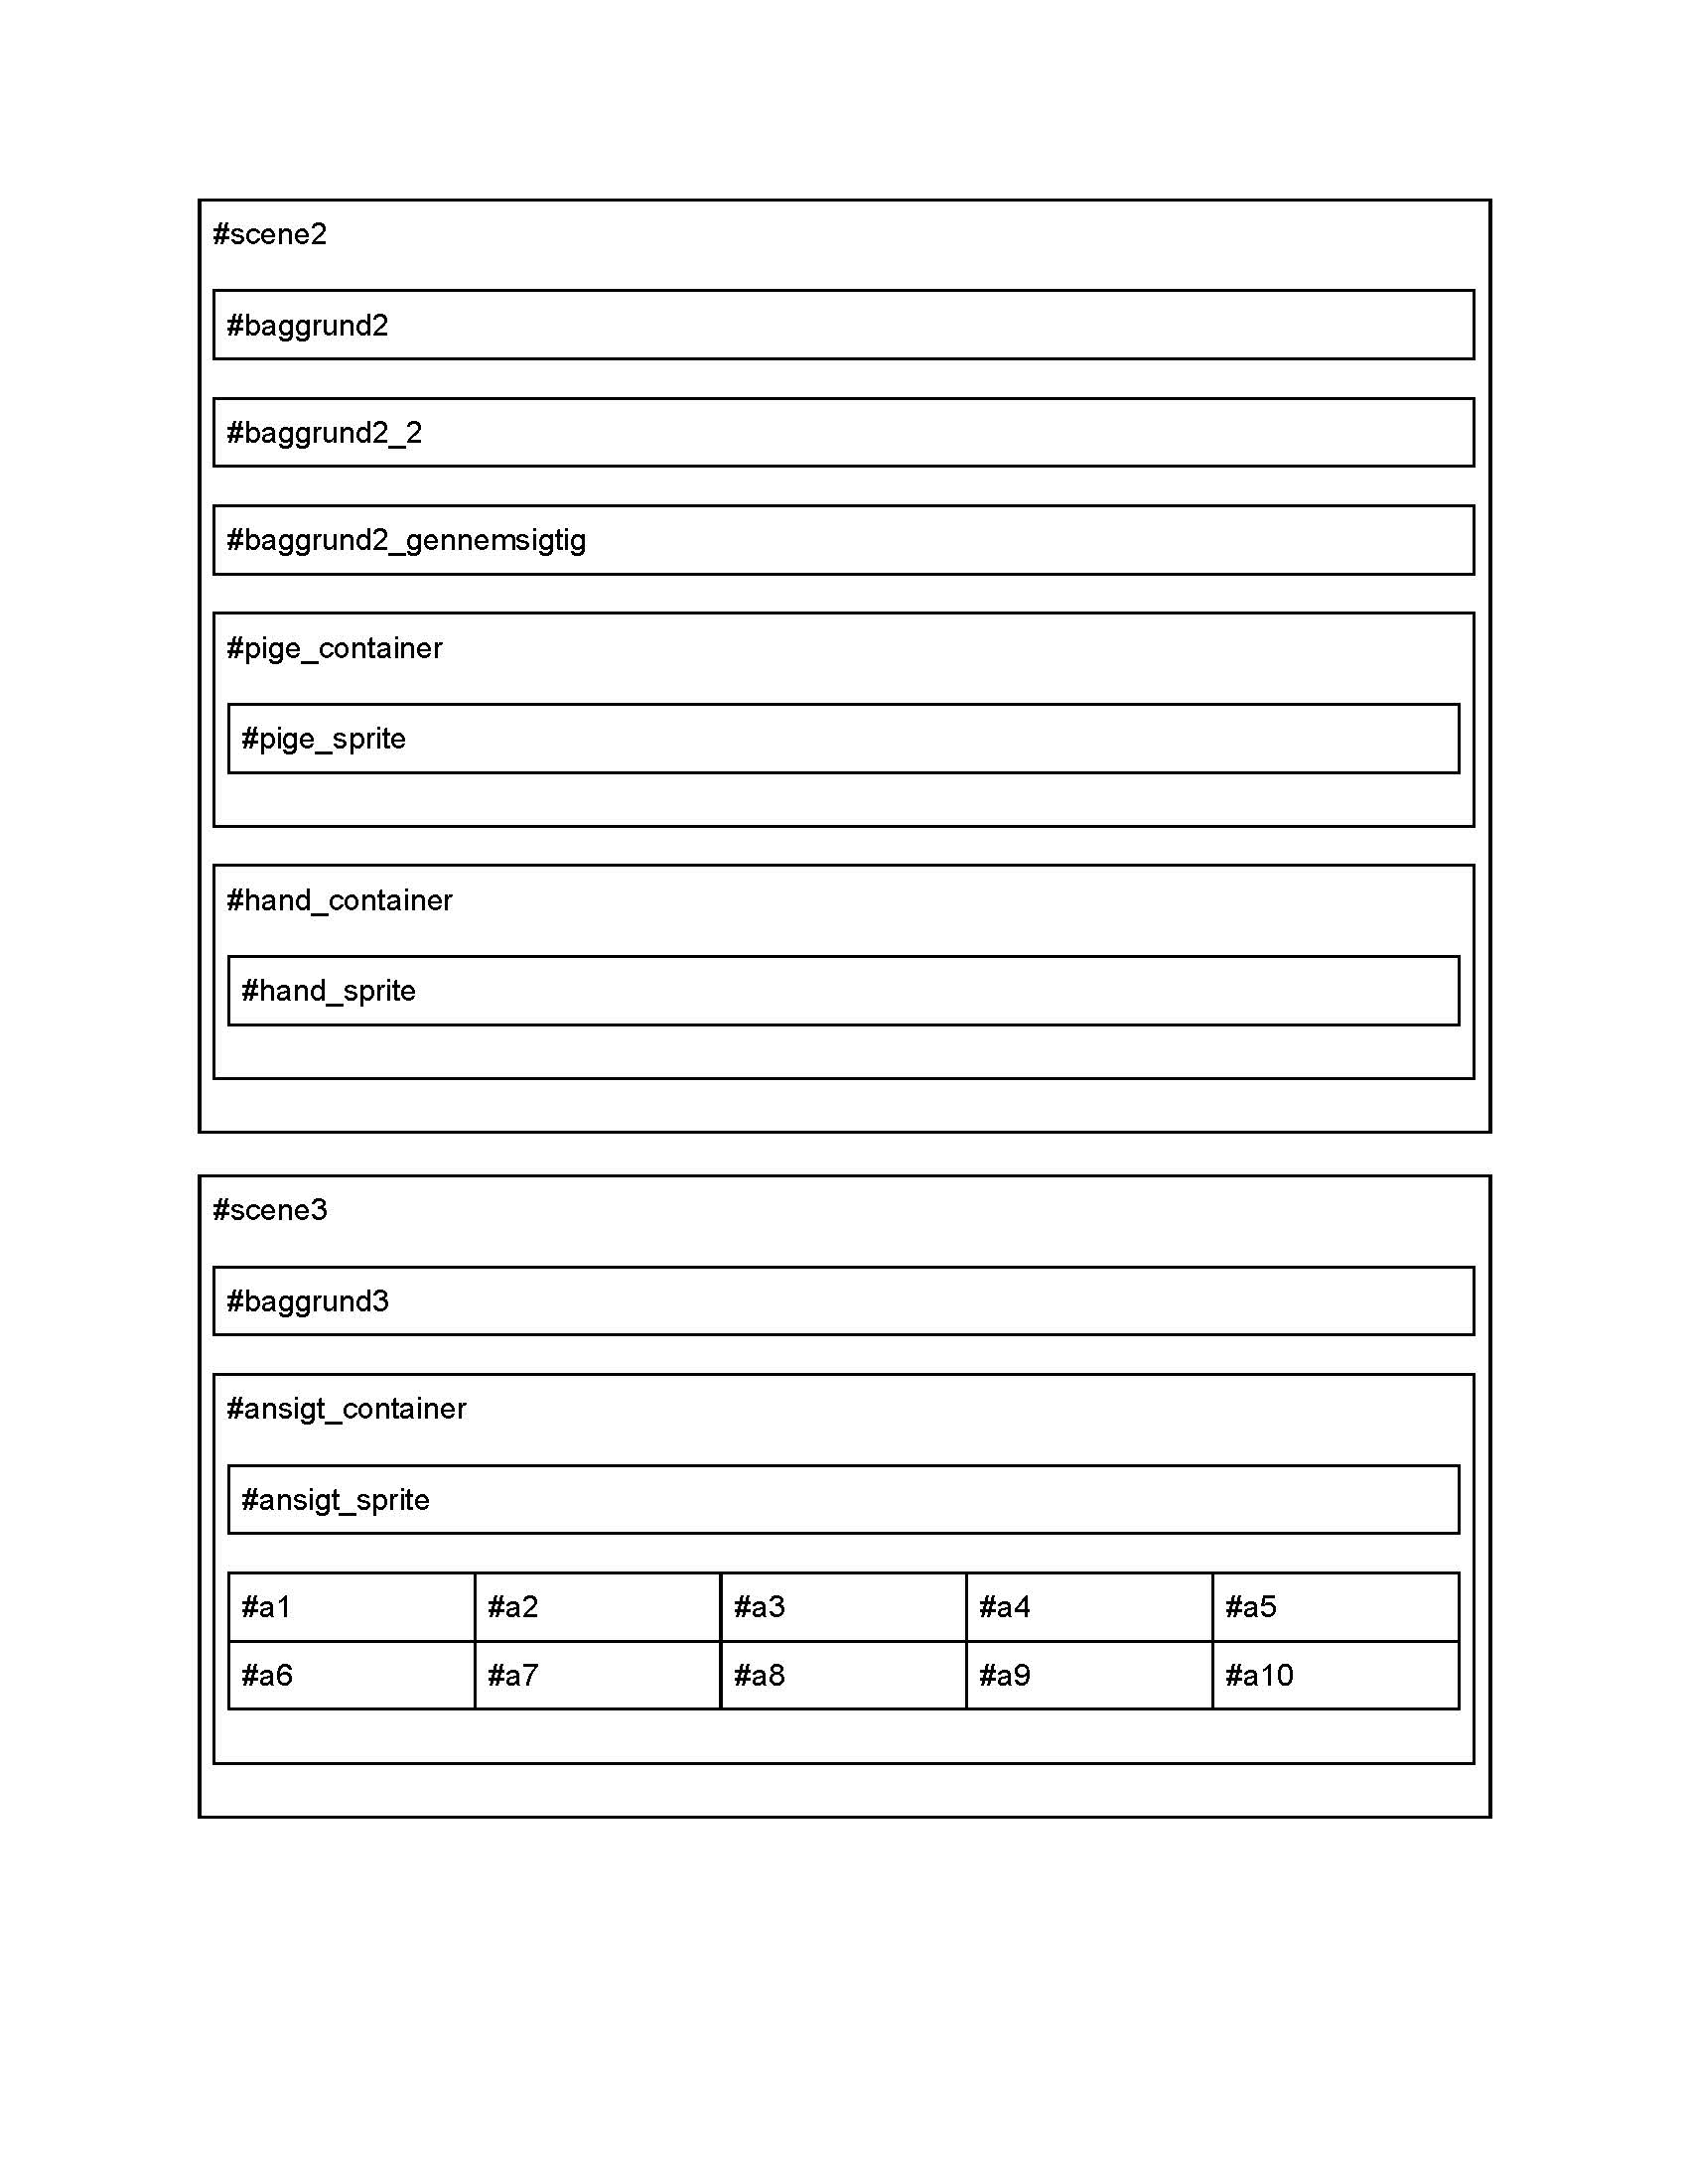 #scene2
#baggrund2
#baggrund2_2
#baggrund2_gennemsigtig
#pige_container
#pige_sprite
#hand_container
#hand_sprite
#scene3
#baggrund3
#ansigt_container
#ansigt_sprite
#a1 #a2 #a3 #a4 #a5
#a6 #a7 #a8 #a9 #a10